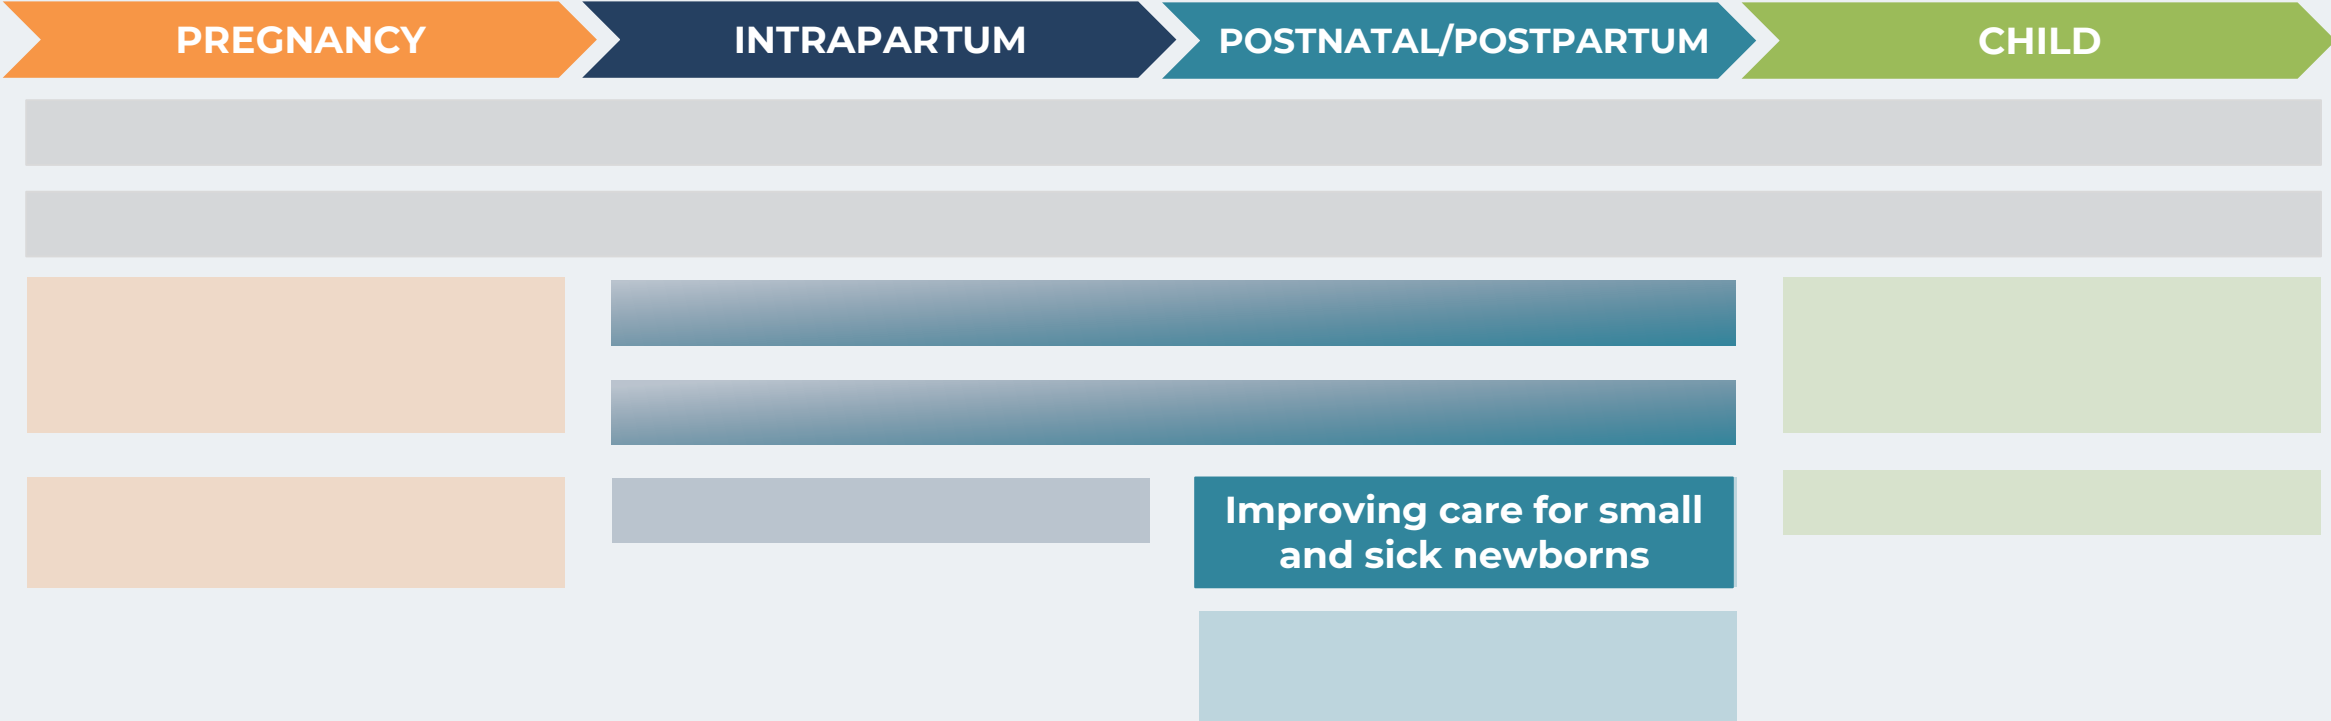 PREGNANCY
INTRAPARTUM
POSTNATAL/POSTPARTUM
CHILD
Improving care for small
and sick newborns